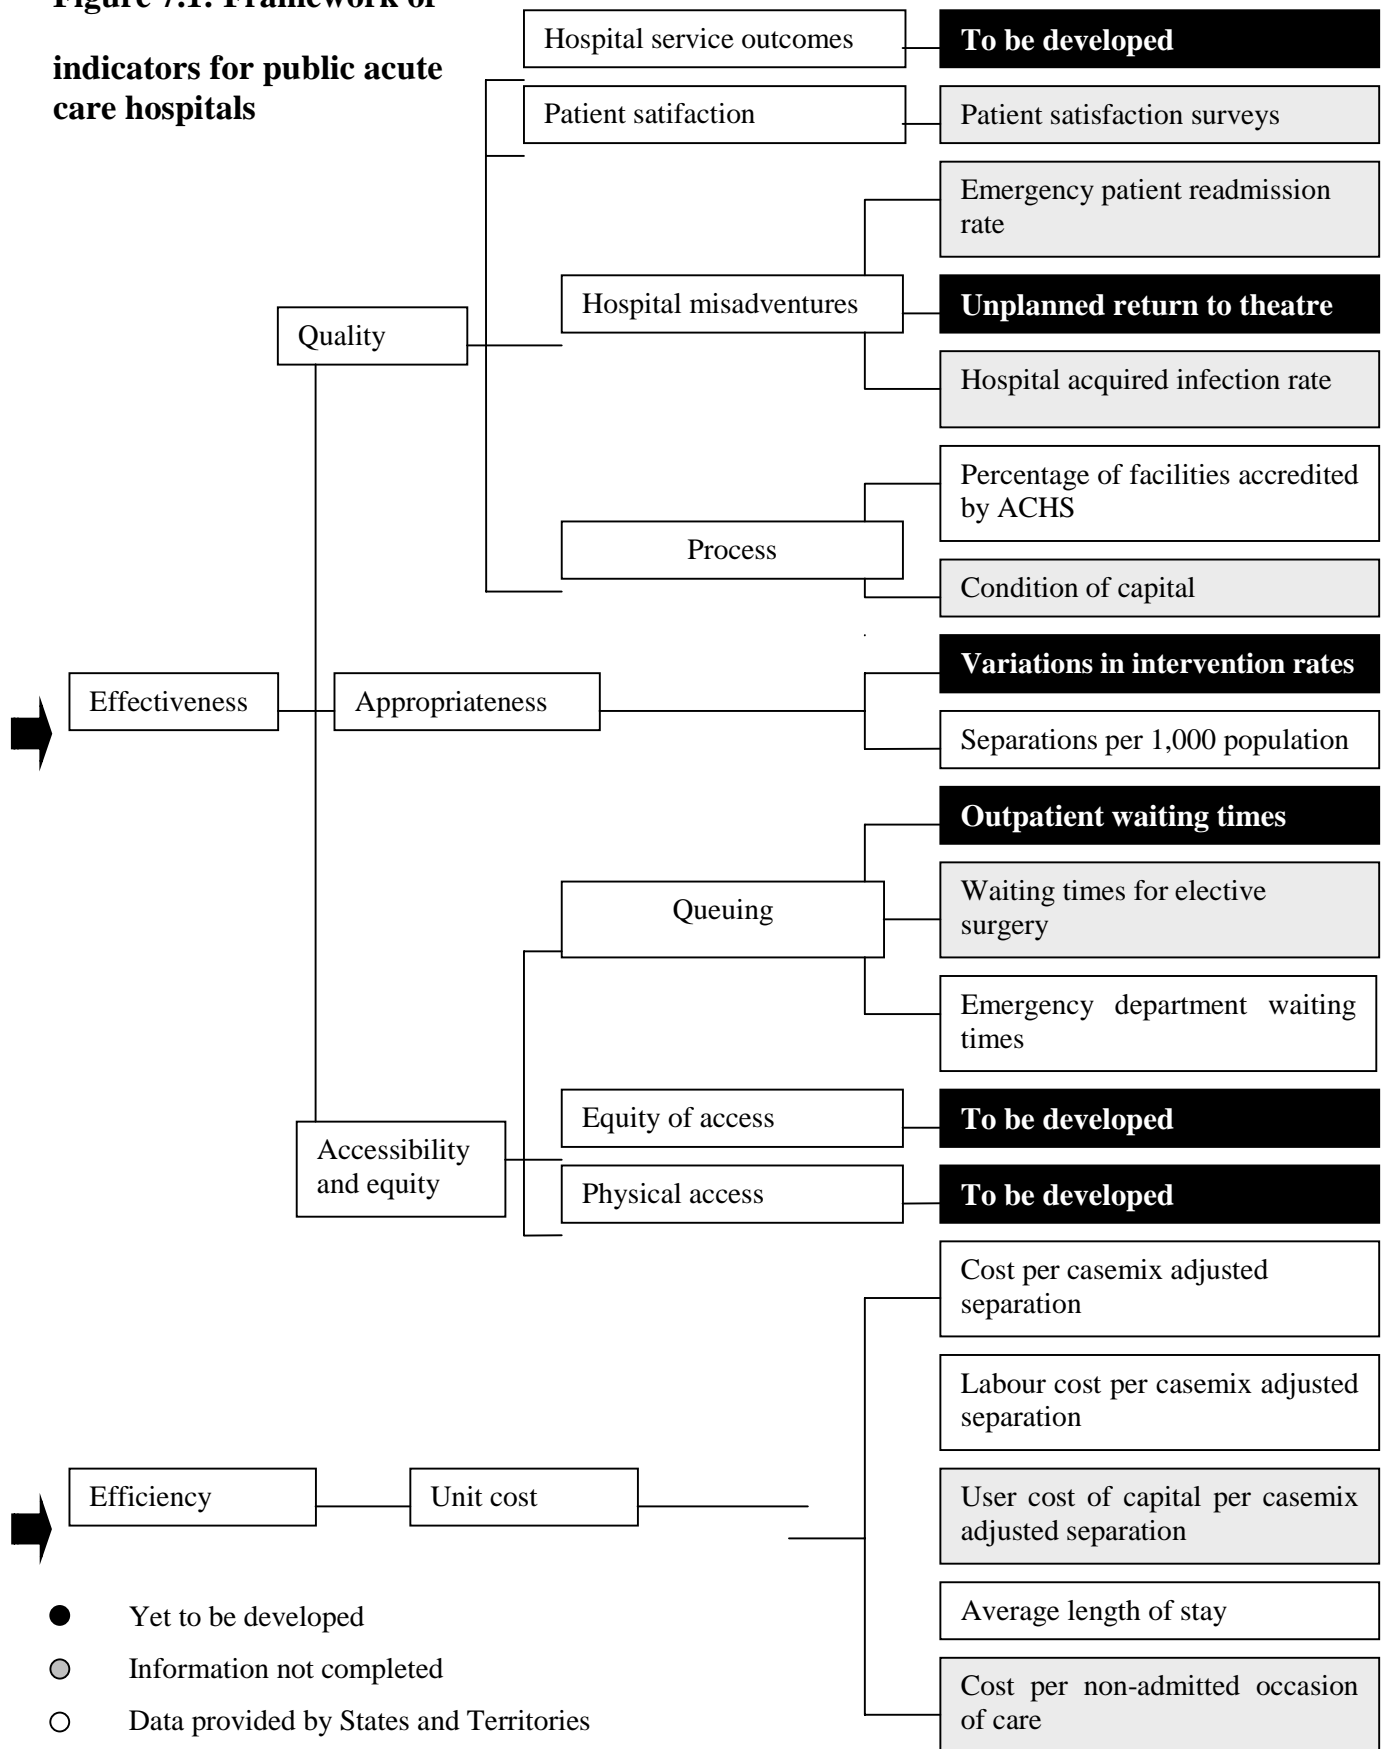 Figure 7.1: Framework of
indicators for public acute
care hospitals
Hospital service outcomes
To be developed
Patient satifaction
Patient satisfaction surveys
Emergency patient readmission
rate
Hospital misadventures
Unplanned return to theatre
Quality
Hospital acquired infection rate
Percentage of facilities accredited
by ACHS
Process
Condition of capital
Variations in intervention rates
Effectiveness
Appropriateness
Separations per 1,000 population
Outpatient waiting times
Queuing
Waiting times for elective
surgery
Emergency department waiting
times
Equity of access
To be developed
Accessibility
and equity
Physical access
To be developed
Cost per casemix adjusted
separation
Labour cost per casemix adjusted
separation
Efficiency
Unit cost
User cost of capital per casemix
adjusted separation
Average length of stay
Cost per non-admitted occasion
of care
Yet to be developed
Information not completed
Data provided by States and Territories